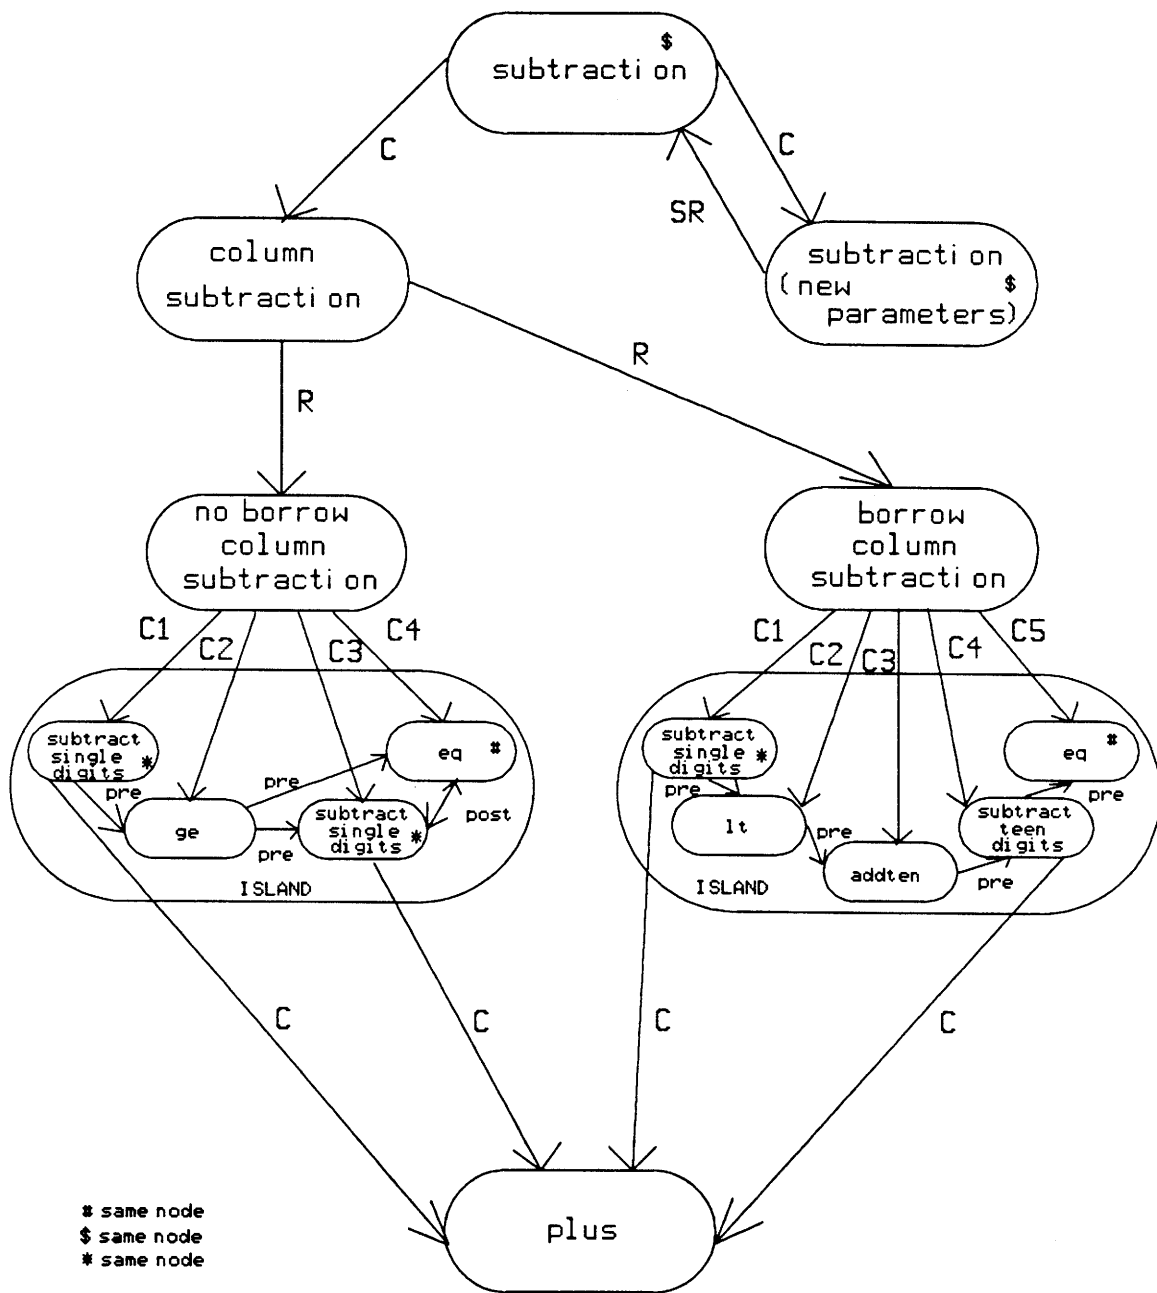 $
subtraction
C
C
SR
column
subtraction
subtraction
(new $
parameters)
R
R
no borrow
column
subtraction
borrow
column
subtraction
C1
C2
C3
C4
C1
C2
C3
C4
C5
subtract
single
digits *
pre
ge
pre
pre
subtract
single
digits *
eq #
post
ISLAND
subtract
single
digits *
pre
lt
pre
addten
pre
subtract
teen
digits
pre
eq #
ISLAND
C
C
C
C
plus
# same node
$ same node
* same node